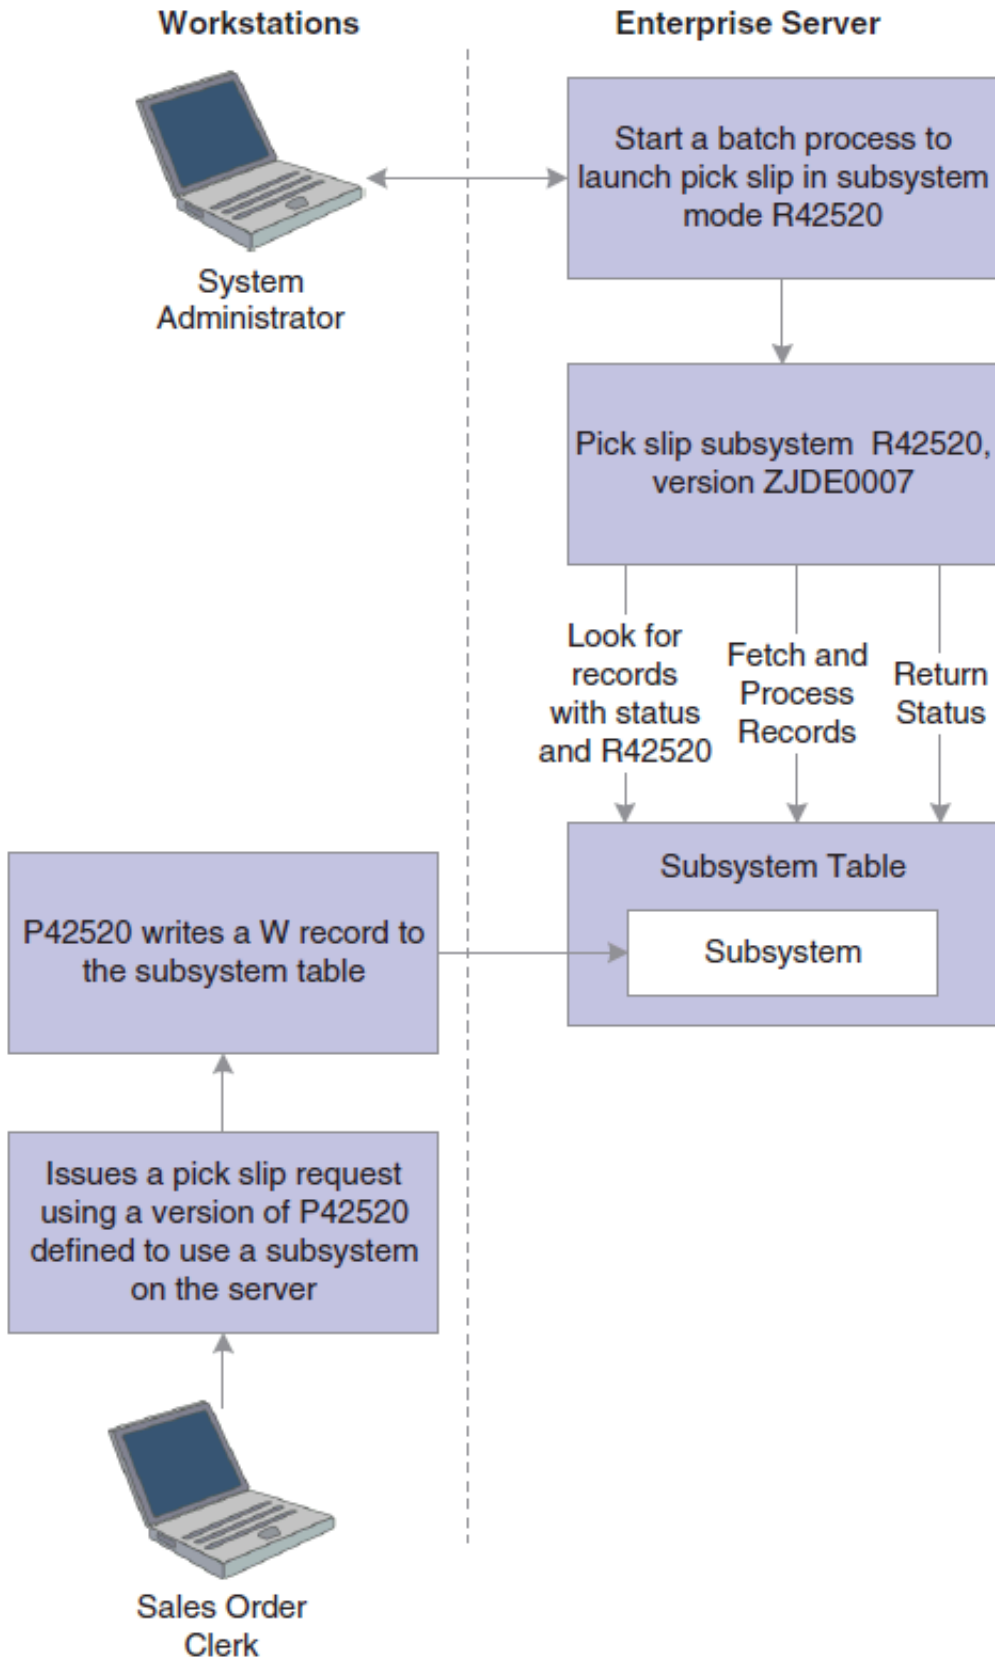 Workstations
Enterprise Server
Start a batch process to
launch pick slip in subsystem
mode R42520
System
Administrator
Pick slip subsystem R42520,
version ZJDE0007
Look for
records
with status
and R42520
Fetch and
Process
Records
Return
Status
Subsystem Table
Subsystem
P42520 writes a W record to
the subsystem table
Issues a pick slip request
using a version of P42520
defined to use a subsystem
on the server
Sales Order
Clerk